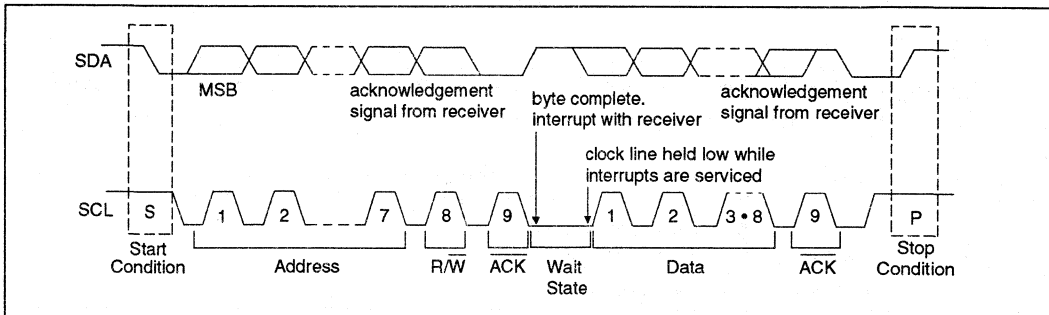 SDA
MSB
acknowledgement
signal from receiver
byte complete.
interrupt with receiver
acknowledgement
signal from receiver
clock line held low while
interrupts are serviced
SCL
S
1
2
7
8
9
1
2
3 • 8
9
P
Start
Condition
Address
R/W
ACK
Wait
State
Data
ACK
Stop
Condition